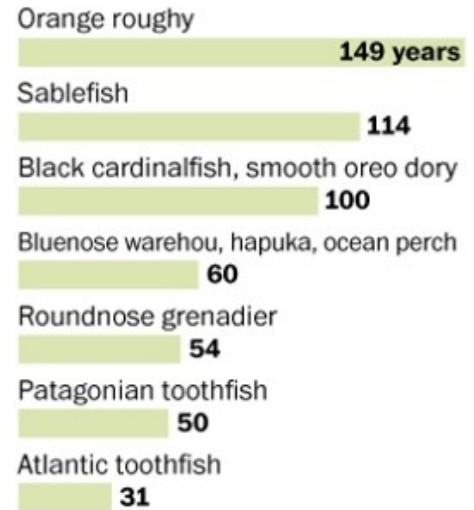 Orange roughy
149 years
Sablefish
114
Black cardinalfish, smooth oreo dory
100
Bluenose warehou, hapuka, ocean perch
60
Roundnose grenadier
54
Patagonian toothfish
50
Atlantic toothfish
31